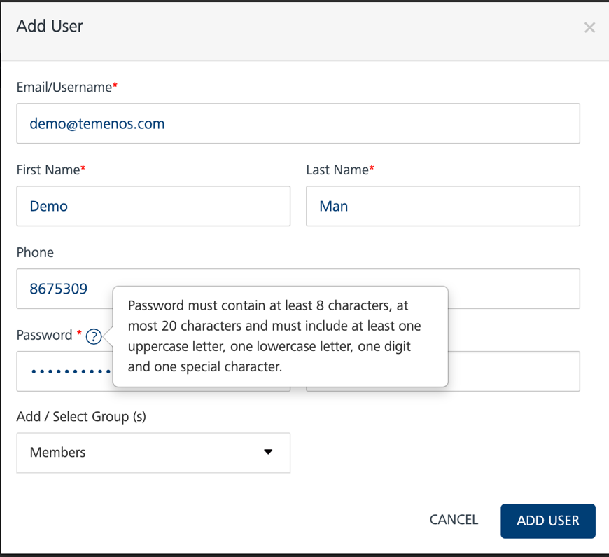 Add User
×
Email/Username*
demo@temenos.com
First Name*
Last Name*
Demo
Man
Phone
8675309
Password must contain at least 8 characters, at
most 20 characters and must include at least one
uppercase letter, one lowercase letter, one digit
and one special character.
Password * ?
••••••••••
Add / Select Group (s)
Members
CANCEL
ADD USER